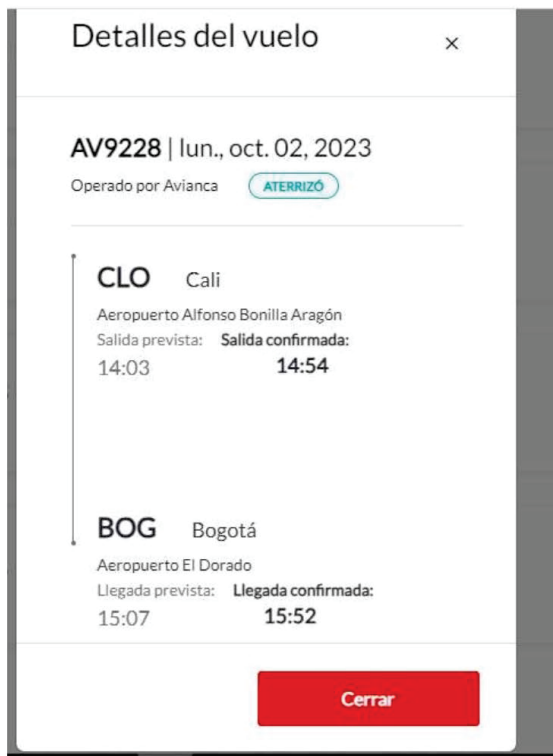 Detalles del vuelo ×
AV9228 | lun., oct. 02, 2023
Operado por Avianca ATERRIZÓ
CLO Cali
Aeropuerto Alfonso Bonilla Aragón
Salida prevista: Salida confirmada:
14:03 14:54
BOG Bogotá
Aeropuerto El Dorado
Llegada prevista: Llegada confirmada:
15:07 15:52
Cerrar